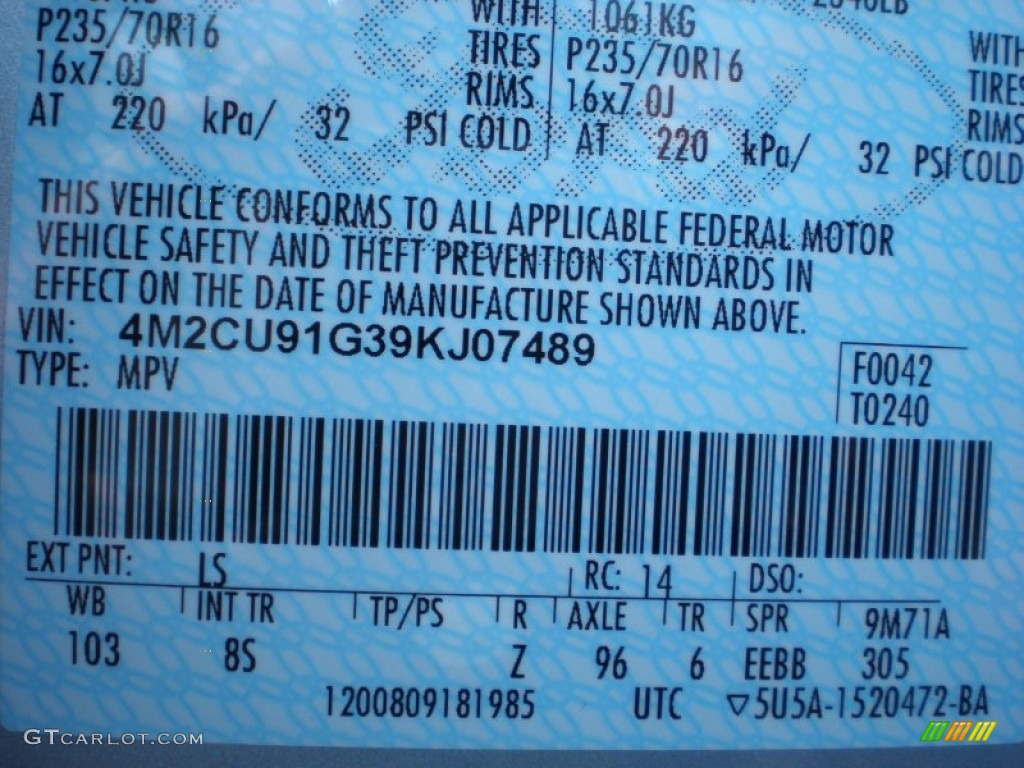 WITH 1061KG
P235/70R16 TIRES P235/70R16 WITH
16x7.0J RIMS 16x7.0J TIRES
AT 220 kPa/ 32 PSI COLD AT 220 kPa/ 32 PSI COLD RIMS
THIS VEHICLE CONFORMS TO ALL APPLICABLE FEDERAL MOTOR
VEHICLE SAFETY AND THEFT PREVENTION STANDARDS IN
EFFECT ON THE DATE OF MANUFACTURE SHOWN ABOVE.
VIN: 4M2CU91G39KJ07489
TYPE: MPV
F0042
T0240
EXT PNT: LS RC: 14 DSO:
WB INT TR TP/PS R AXLE TR SPR 9M71A
103 8S Z 96 6 EEBB 305
1200809181985 UTC ▽5U5A-1520472-BA
GTCARLOT.COM